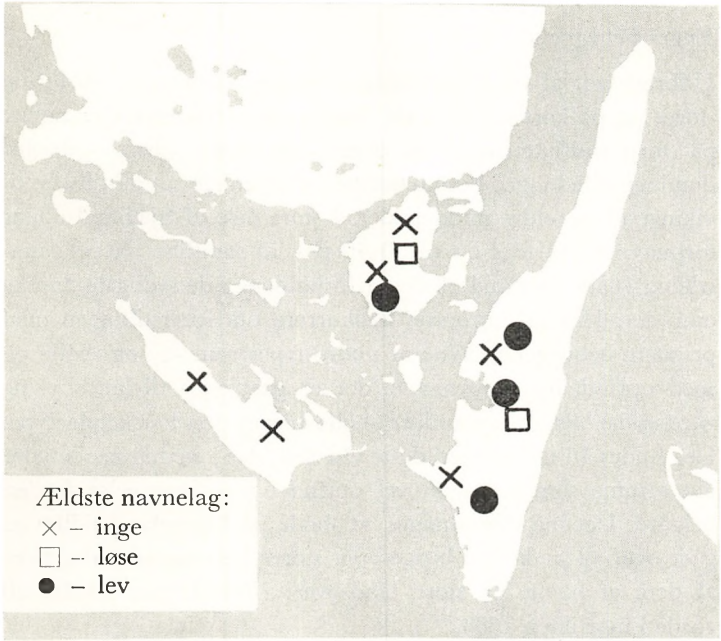 Ældste navnelag:
× – inge
□ – løse
● – lev